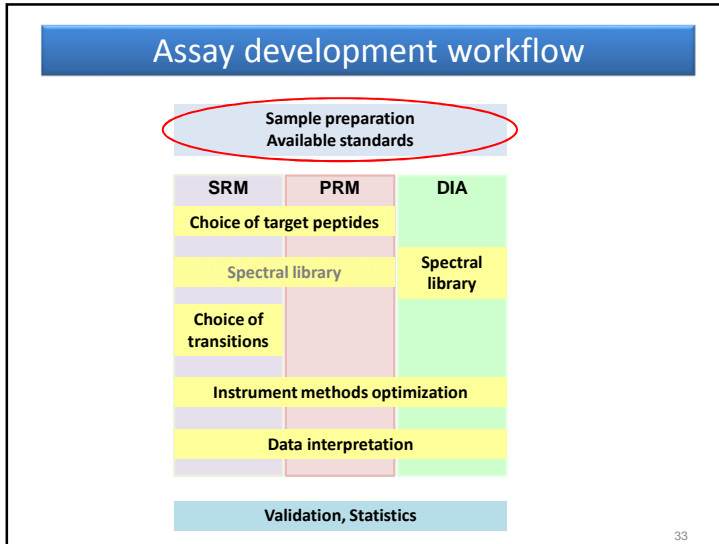 Assay development workflow
Sample preparation
Available standards
SRM
PRM
DIA
Choice of target peptides
Spectral library
Spectral
library
Choice of
transitions
Instrument methods optimization
Data interpretation
Validation, Statistics
33